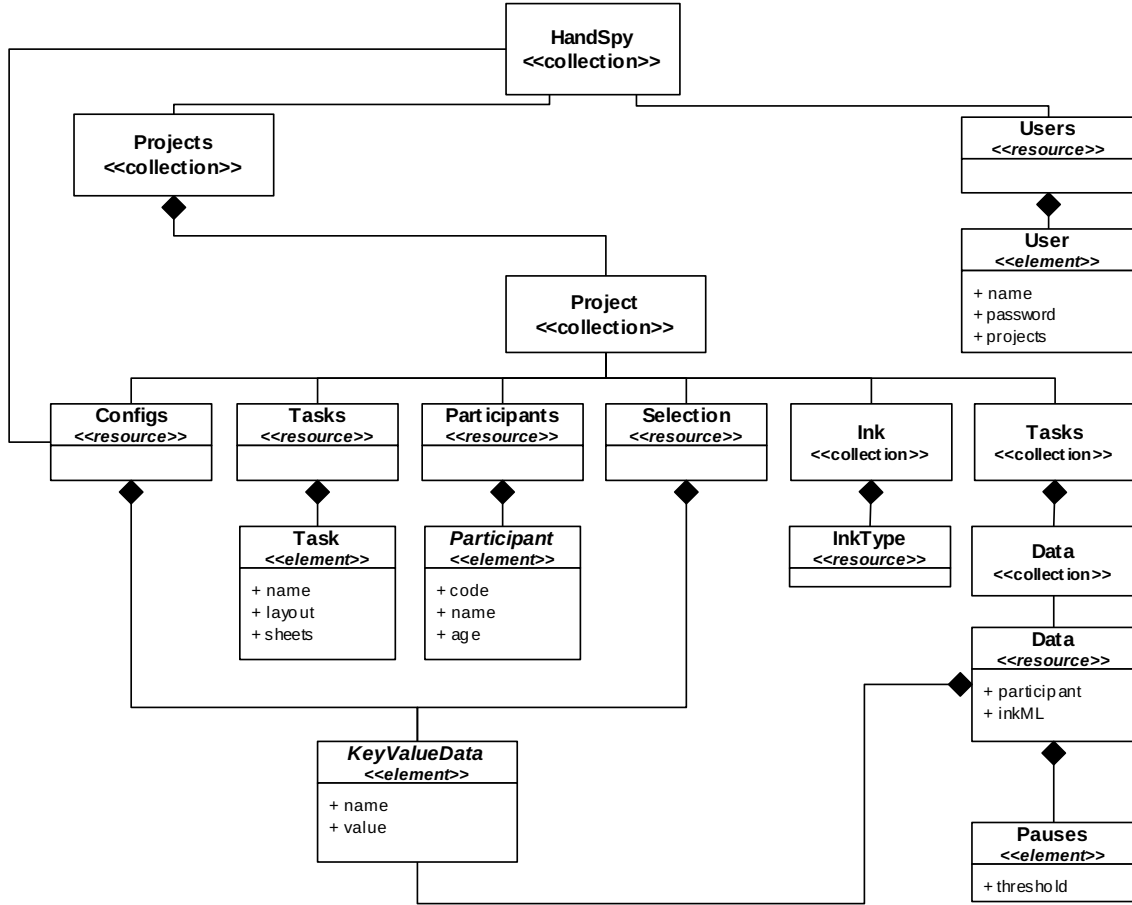 HandSpy
<<collection>>
Projects
<<collection>>
Users
<<resource>>
User
<<element>>
+ name
+ password
+ projects
Project
<<collection>>
Configs
<<resource>>
Tasks
<<resource>>
Participants
<<resource>>
Selection
<<resource>>
Ink
<<collection>>
Tasks
<<collection>>
Task
<<element>>
+ name
+ layout
+ sheets
Participant
<<element>>
+ code
+ name
+ age
InkType
<<resource>>
Data
<<collection>>
Data
<<resource>>
+ participant
+ inkML
KeyValueData
<<element>>
+ name
+ value
Pauses
<<element>>
+ threshold